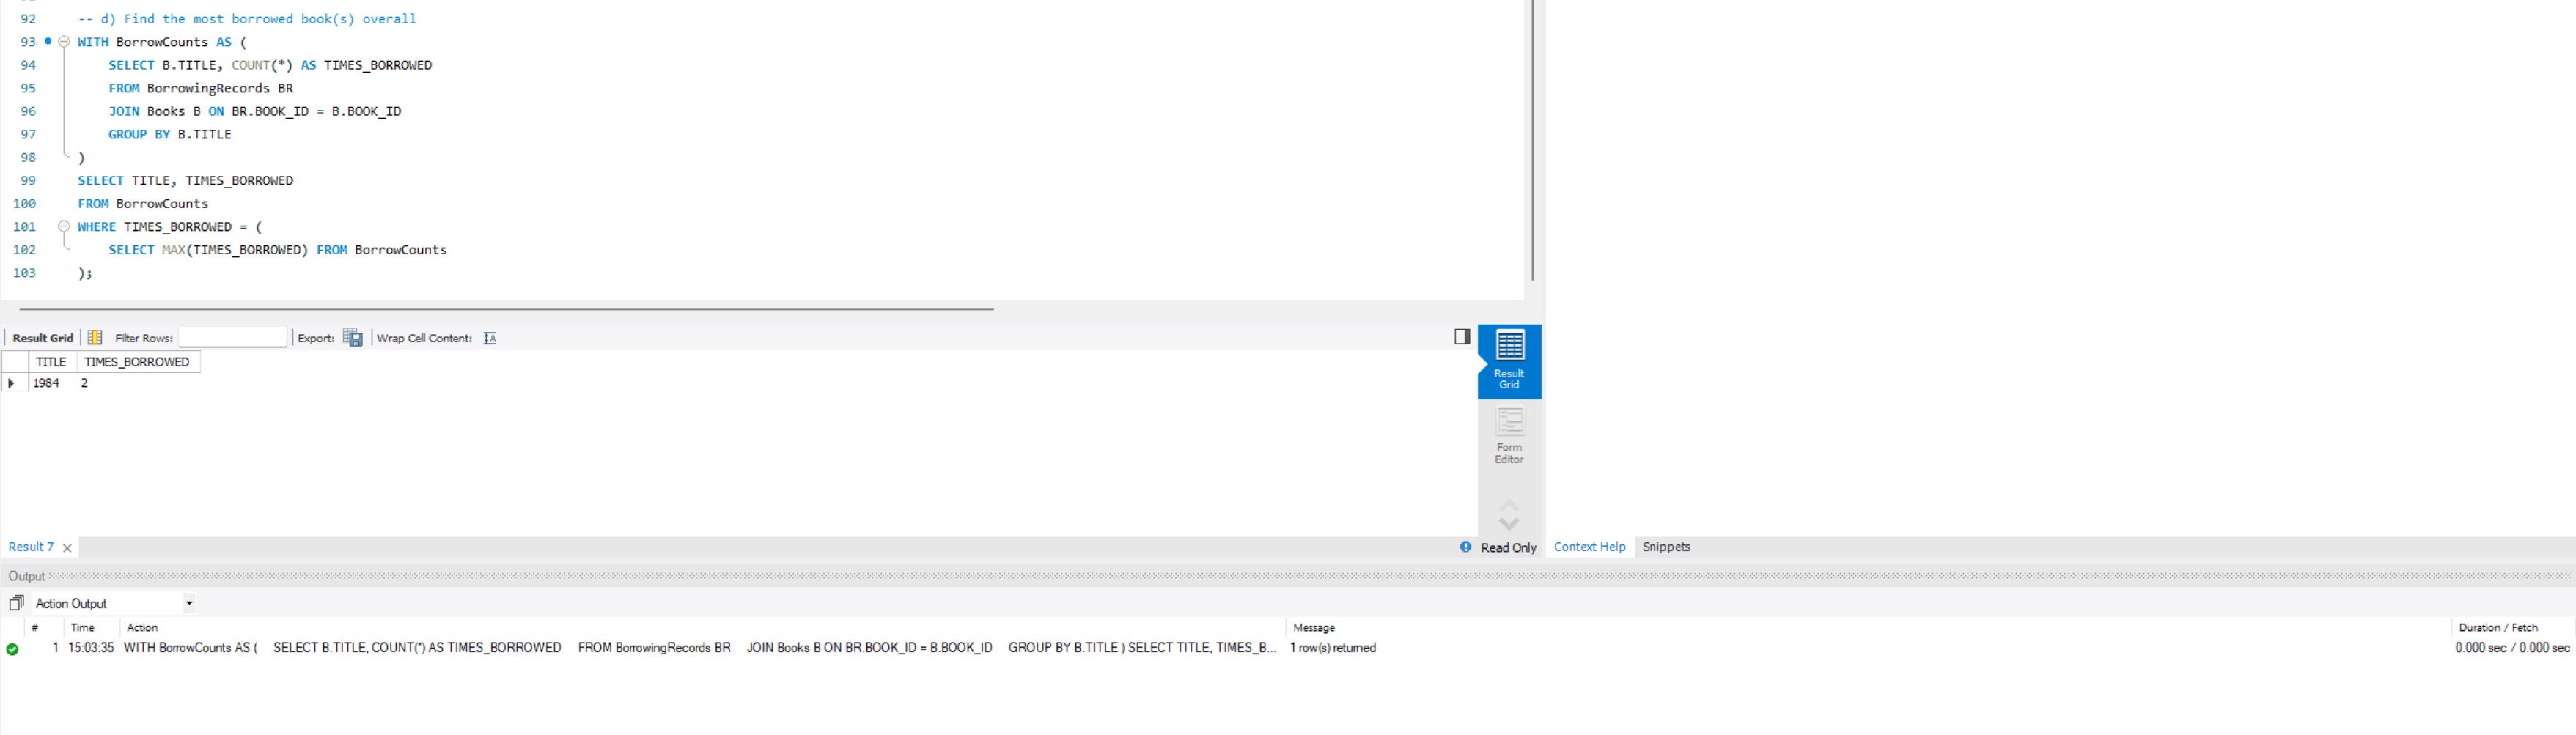 92 -- d) Find the most borrowed book(s) overall
93 WITH BorrowCounts AS (
94 SELECT B.TITLE, COUNT(*) AS TIMES_BORROWED
95 FROM BorrowingRecords BR
96 JOIN Books B ON BR.BOOK_ID = B.BOOK_ID
97 GROUP BY B.TITLE
98 )
99 SELECT TITLE, TIMES_BORROWED
100 FROM BorrowCounts
101 WHERE TIMES_BORROWED = (
102 SELECT MAX(TIMES_BORROWED) FROM BorrowCounts
103 );
Result Grid Filter Rows: Export: Wrap Cell Content:
TITLE TIMES_BORROWED
1984 2
Result
Grid
Form
Editor
Result 7 Read Only Context Help Snippets
Output
Action Output
# Time Action Message Duration / Fetch
1 15:03:35 WITH BorrowCounts AS ( SELECT B.TITLE, COUNT(*) AS TIMES_BORROWED FROM BorrowingRecords BR JOIN Books B ON BR.BOOK_ID = B.BOOK_ID GROUP BY B.TITLE ) SELECT TITLE, TIMES_B... 1 row(s) returned 0.000 sec / 0.000 sec